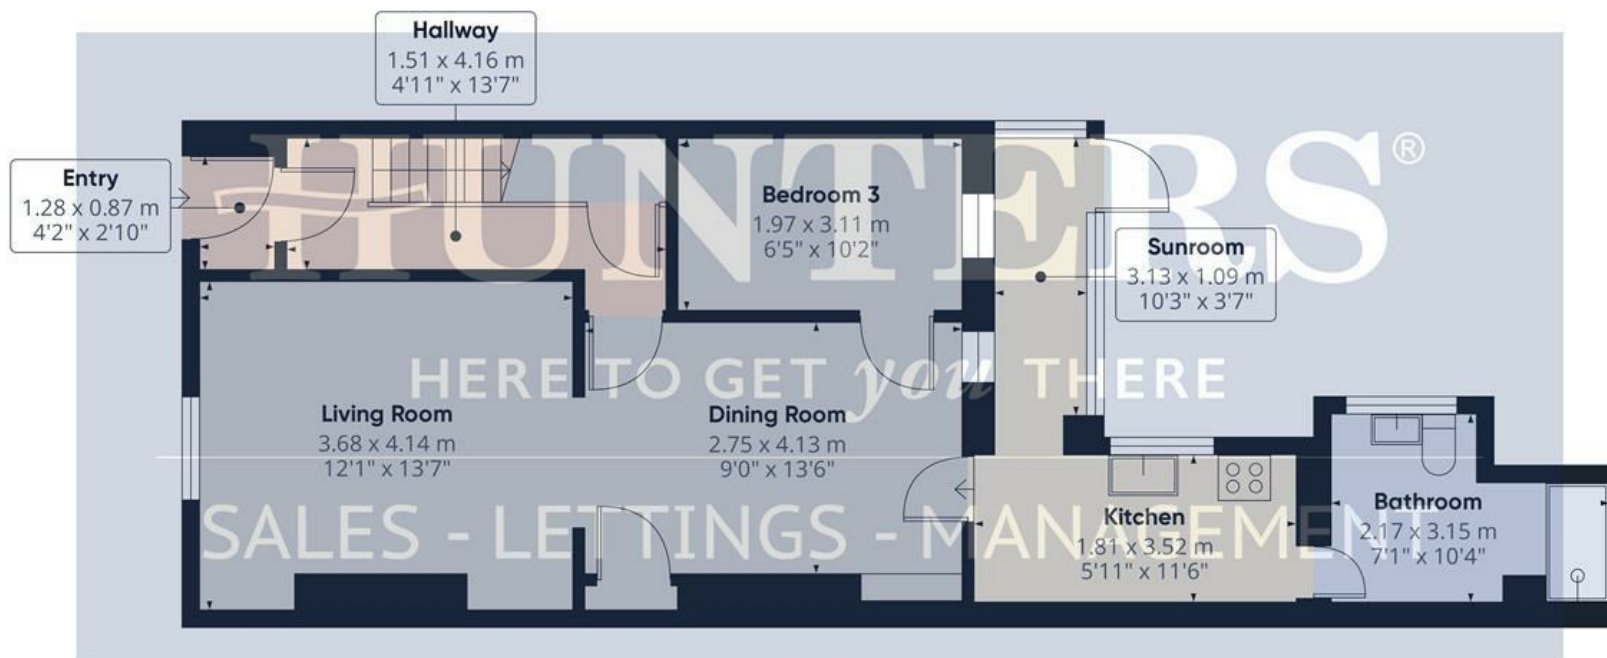 Hallway
1.51 x 4.16 m
4'11" x 13'7"
HUNTERS®
Entry
1.28 x 0.87 m
4'2" x 2'10"
Bedroom 3
1.97 x 3.11 m
6'5" x 10'2"
Sunroom
3.13 x 1.09 m
10'3" x 3'7"
HERE TO GET you THERE
Living Room
3.68 x 4.14 m
12'1" x 13'7"
Dining Room
2.75 x 4.13 m
9'0" x 13'6"
Kitchen
1.81 x 3.52 m
5'11" x 11'6"
Bathroom
2.17 x 3.15 m
7'1" x 10'4"
SALES - LETTINGS - MANAGEMENT